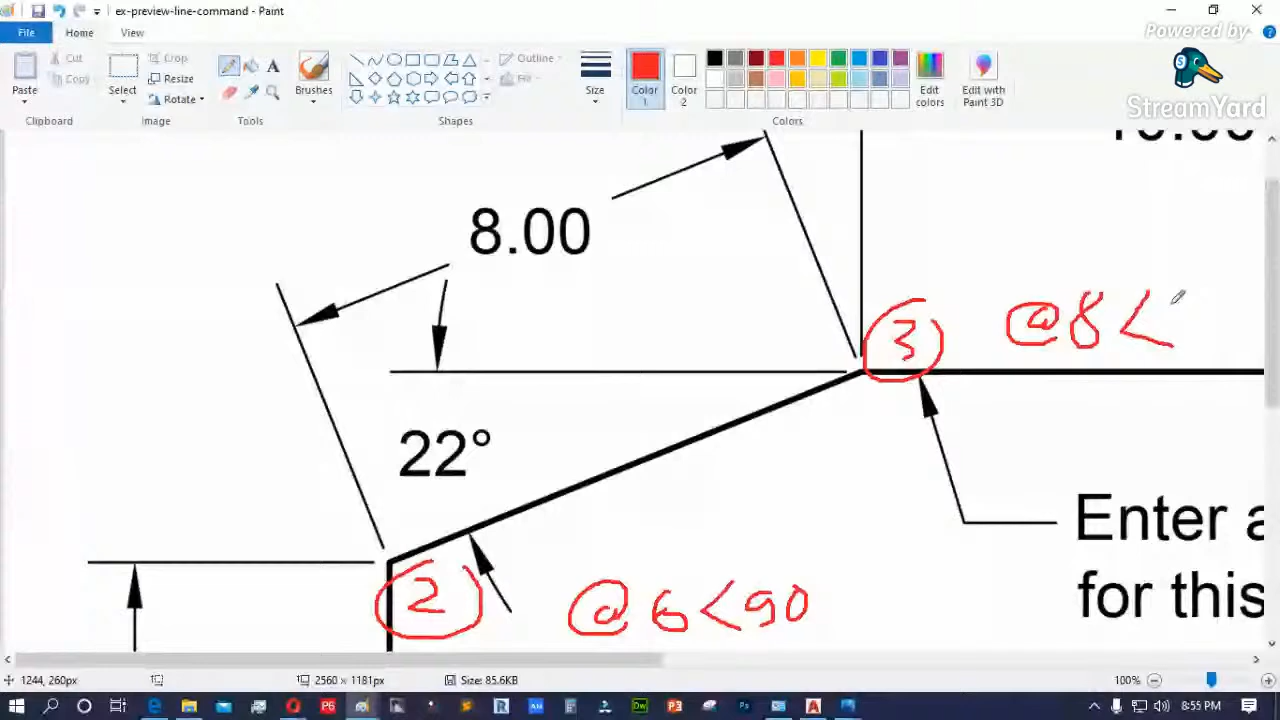 ex-preview-line-command - Paint
File Home View
Powered by
Paste Cut Copy Select Crop Resize Rotate A Brushes Outline Fill Size Color 1 Color 2 Edit colors Edit with Paint 3D
StreamYard
Clipboard Image Tools Shapes Colors
10.00
8.00
3 @8<
22°
Enter a
2 @6<90
for this
1244, 260px 2560 × 1181px Size: 85.6KB 100%
8:55 PM